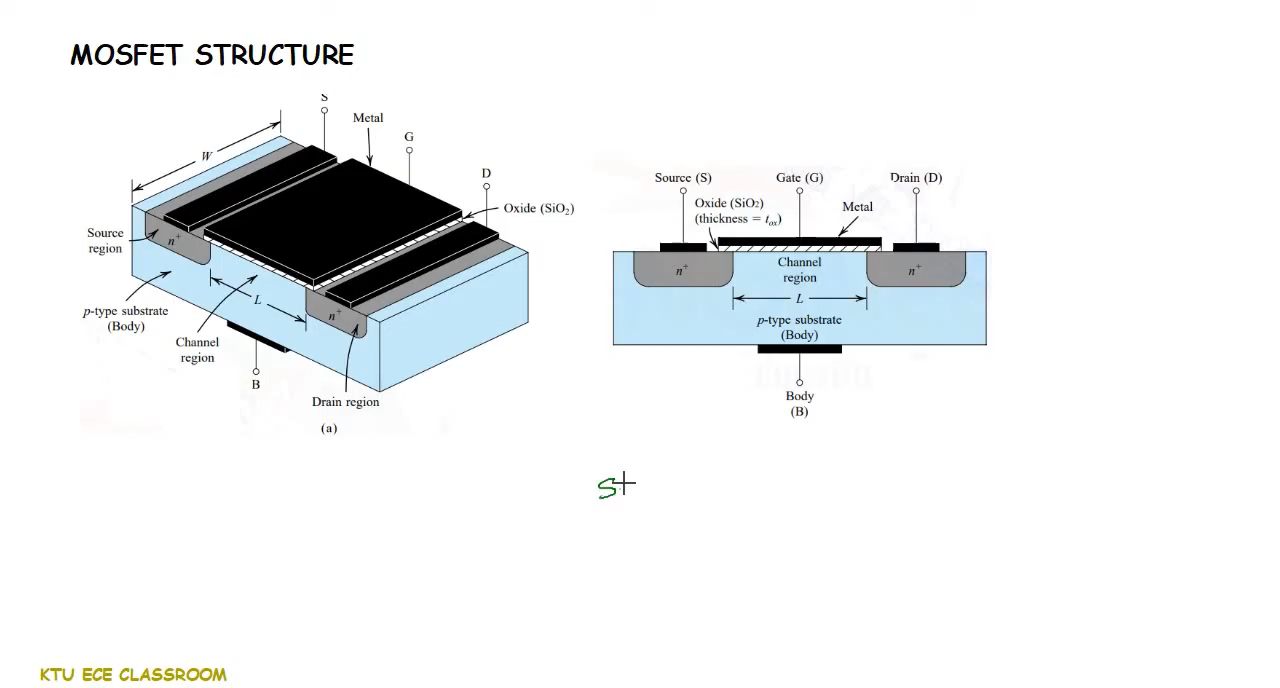 MOSFET STRUCTURE
S
Metal
G
W
D
Oxide (SiO₂)
Source
region
n⁺
L
p-type substrate
(Body)
n⁺
Channel
region
B
Drain region
(a)
Source (S)
Gate (G)
Drain (D)
Oxide (SiO₂)
(thickness = tₒₓ)
Metal
n⁺
Channel
region
n⁺
L
p-type substrate
(Body)
Body
(B)
S
KTU ECE CLASSROOM